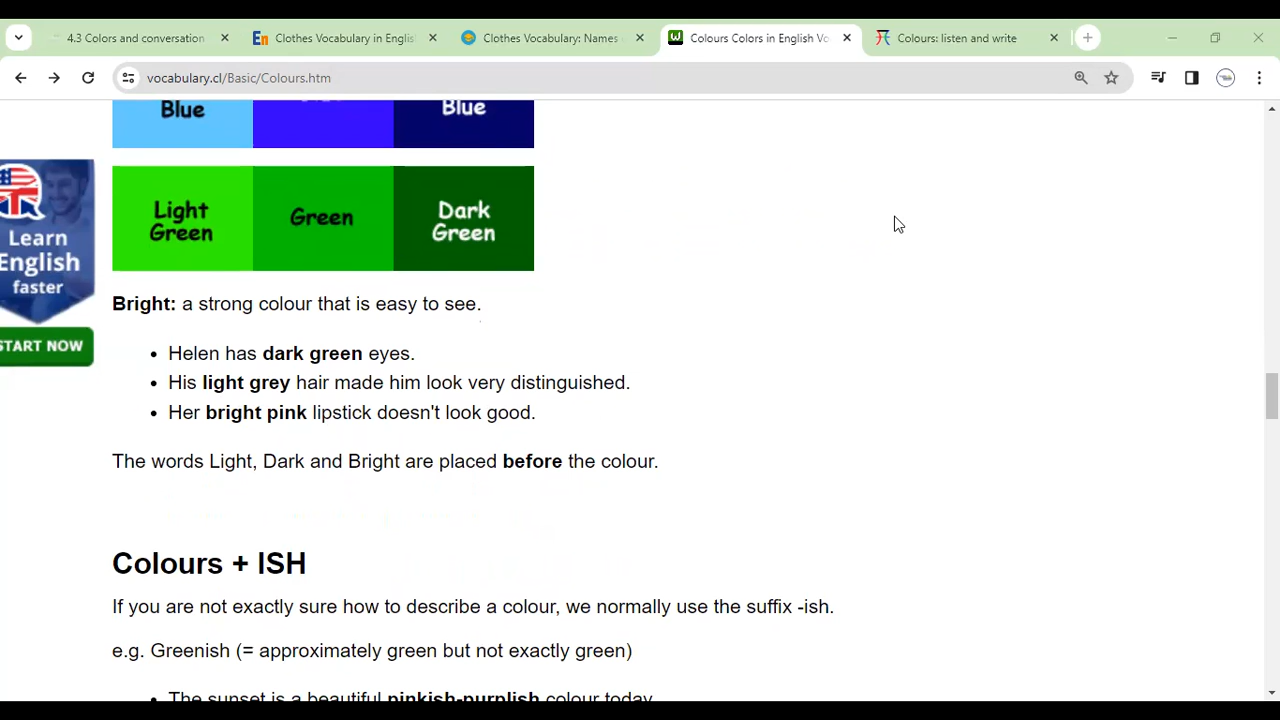 4.3 Colors and conversation
Clothes Vocabulary in Englis
Clothes Vocabulary: Names
Colours Colors in English Vo
Colours: listen and write
vocabulary.cl/Basic/Colours.htm
Blue
Blue
Light
Green
Green
Dark
Green
Learn
English
faster
START NOW
Bright: a strong colour that is easy to see.
Helen has dark green eyes.
His light grey hair made him look very distinguished.
Her bright pink lipstick doesn't look good.
The words Light, Dark and Bright are placed before the colour.
Colours + ISH
If you are not exactly sure how to describe a colour, we normally use the suffix -ish.
e.g. Greenish (= approximately green but not exactly green)
The sunset is a beautiful pinkish-purplish colour today